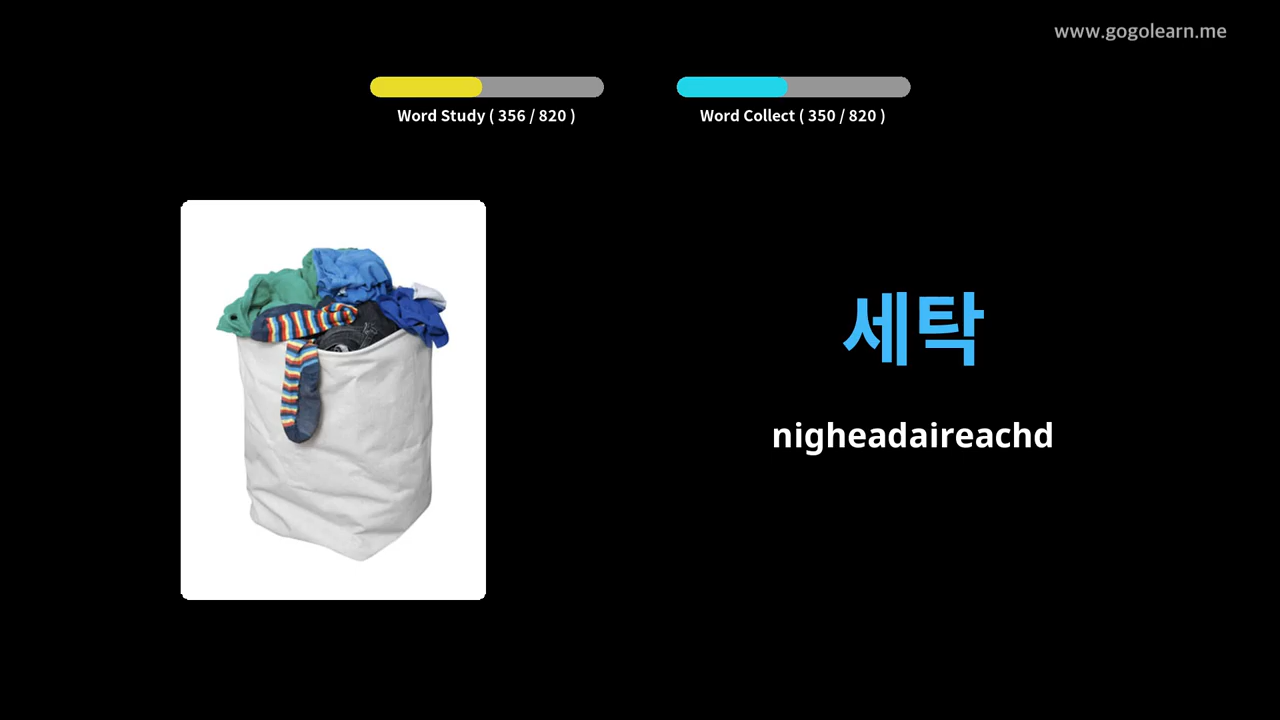 www.gogolearn.me
Word Study ( 356 / 820 )
Word Collect ( 350 / 820 )
세탁
nigheadaireachd